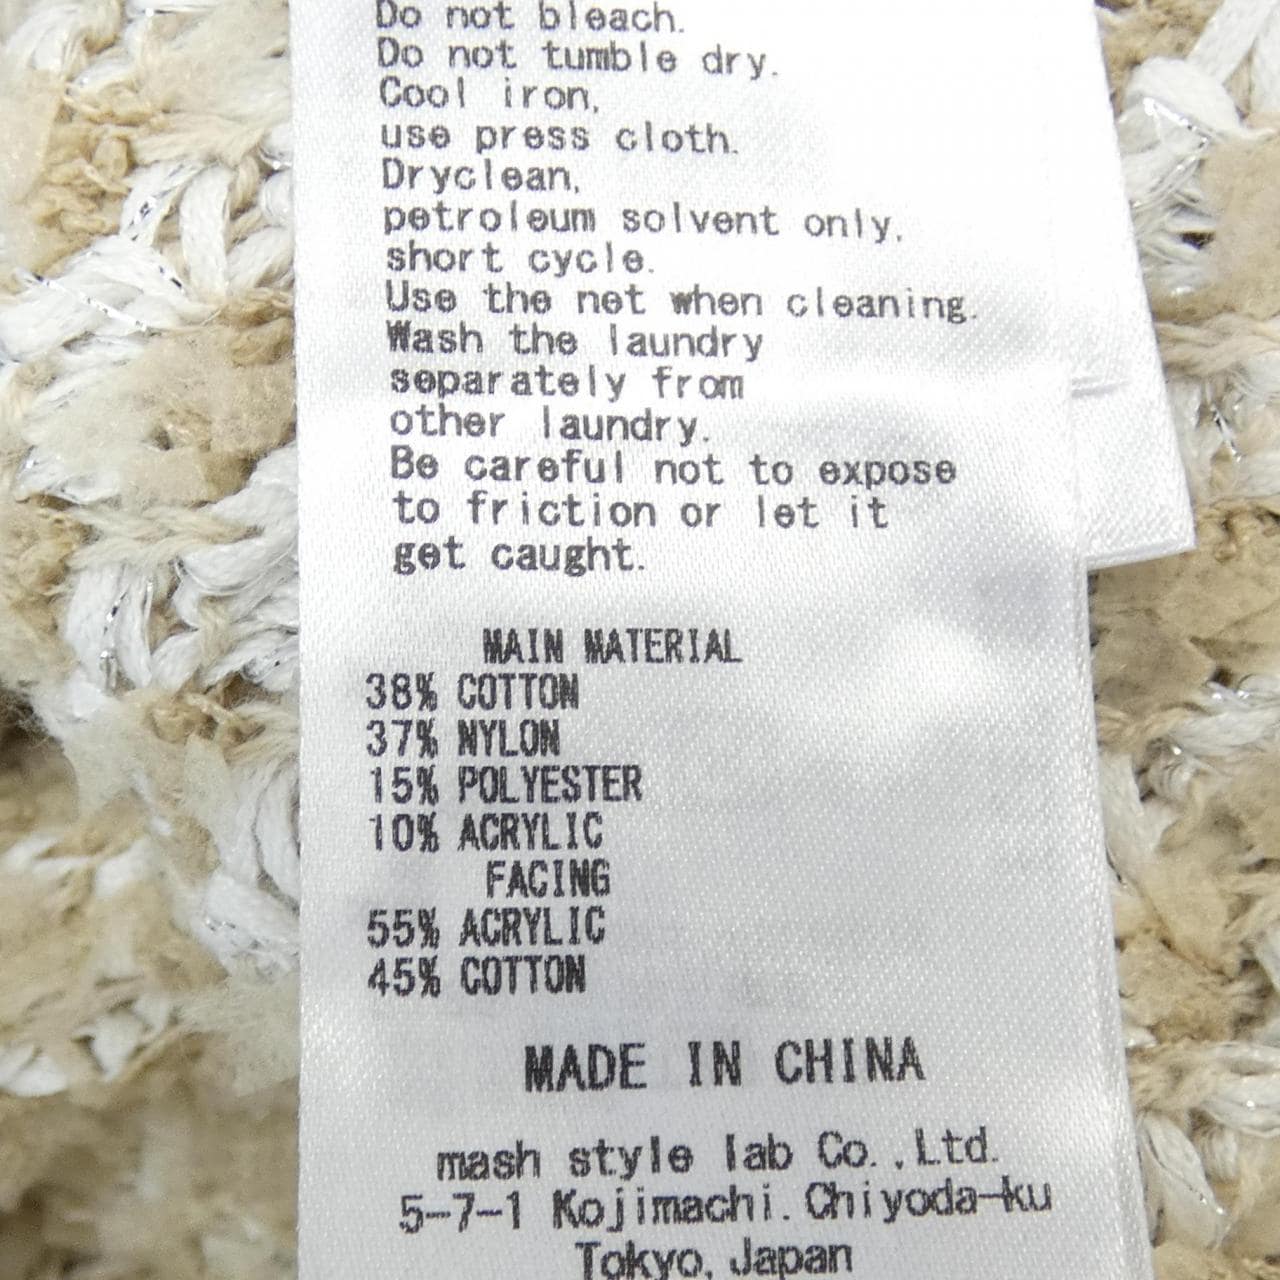 Do not bleach.
Do not tumble dry.
Cool iron,
use press cloth.
Dryclean,
petroleum solvent only,
short cycle.
Use the net when cleaning.
Wash the laundry
separately from
other laundry.
Be careful not to expose
to friction or let it
get caught.
MAIN MATERIAL
38% COTTON
37% NYLON
15% POLYESTER
10% ACRYLIC
FACING
55% ACRYLIC
45% COTTON
MADE IN CHINA
mash style lab Co.,Ltd.
5-7-1 Kojimachi. Chiyoda-ku
Tokyo, Japan